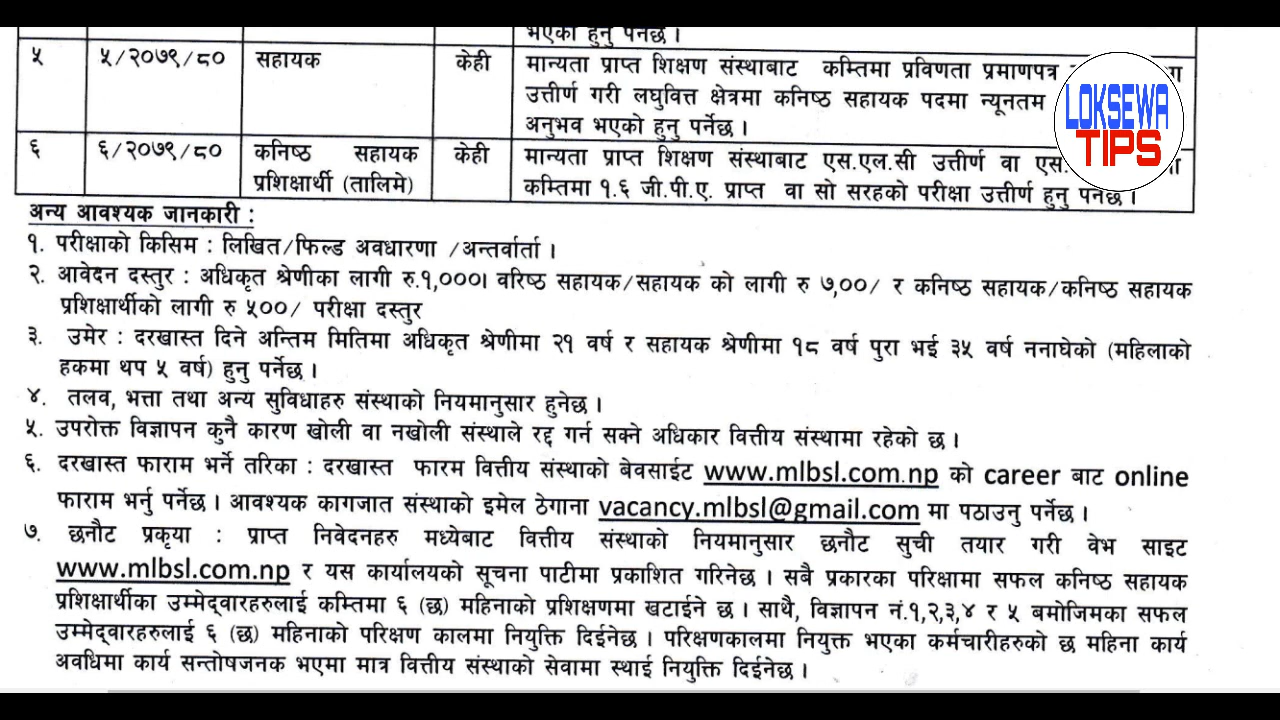 भएको हुनु पर्नेछ ।
५ ५/२०७९/८० सहायक केही मान्यता प्राप्त शिक्षण संस्थाबाट कम्तिमा प्रविणता प्रमाणपत्र
उत्तीर्ण गरी लघुवित्त क्षेत्रमा कनिष्ठ सहायक पदमा न्यूनतम
अनुभव भएको हुनु पर्नेछ ।
६ ६/२०७९/८० कनिष्ठ सहायक केही मान्यता प्राप्त शिक्षण संस्थाबाट एस.एल.सी उत्तीर्ण वा
प्रशिक्षार्थी (तालिमे) कम्तिमा १.६ जी.पी.ए. प्राप्त वा सो सरहको परीक्षा उत्तीर्ण हुनु पर्नेछ ।
LOKSEWA
TIPS
अन्य आवश्यक जानकारी :
१. परीक्षाको किसिम : लिखित/फिल्ड अवधारणा /अन्तर्वार्ता ।
२. आवेदन दस्तुर : अधिकृत श्रेणीका लागी रु.१,०००। वरिष्ठ सहायक/सहायक को लागी रु ७,००/ र कनिष्ठ सहायक/कनिष्ठ सहायक
प्रशिक्षार्थीको लागी रु ५००/ परीक्षा दस्तुर
३. उमेर : दरखास्त दिने अन्तिम मितिमा अधिकृत श्रेणीमा २१ वर्ष र सहायक श्रेणीमा १८ वर्ष पुरा भई ३५ वर्ष ननाघेको (महिलाको
हकमा थप ५ वर्ष) हुनु पर्नेछ ।
४. तलव, भत्ता तथा अन्य सुविधाहरु संस्थाको नियमानुसार हुनेछ ।
५. उपरोक्त विज्ञापन कुनै कारण खोली वा नखोली संस्थाले रद्द गर्न सक्ने अधिकार वित्तीय संस्थामा रहेको छ ।
६. दरखास्त फाराम भर्ने तरिका : दरखास्त फारम वित्तीय संस्थाको बेवसाईट www.mlbsl.com.np को career बाट online
फाराम भर्नु पर्नेछ । आवश्यक कागजात संस्थाको इमेल ठेगाना vacancy.mlbsl@gmail.com मा पठाउनु पर्नेछ ।
७. छनौट प्रकृया : प्राप्त निवेदनहरु मध्येबाट वित्तीय संस्थाको नियमानुसार छनौट सुची तयार गरी वेभ साइट
www.mlbsl.com.np र यस कार्यालयको सूचना पाटीमा प्रकाशित गरिनेछ । सबै प्रकारका परिक्षामा सफल कनिष्ठ सहायक
प्रशिक्षार्थीका उम्मेद्वारहरुलाई कम्तिमा ६ (छ) महिनाको प्रशिक्षणमा खटाईने छ । साथै, विज्ञापन नं.१,२,३,४ र ५ बमोजिमका सफल
उम्मेद्वारहरुलाई ६ (छ) महिनाको परिक्षण कालमा नियुक्ति दिईनेछ । परिक्षणकालमा नियुक्त भएका कर्मचारीहरुको छ महिना कार्य
अवधिमा कार्य सन्तोषजनक भएमा मात्र वित्तीय संस्थाको सेवामा स्थाई नियुक्ति दिईनेछ ।